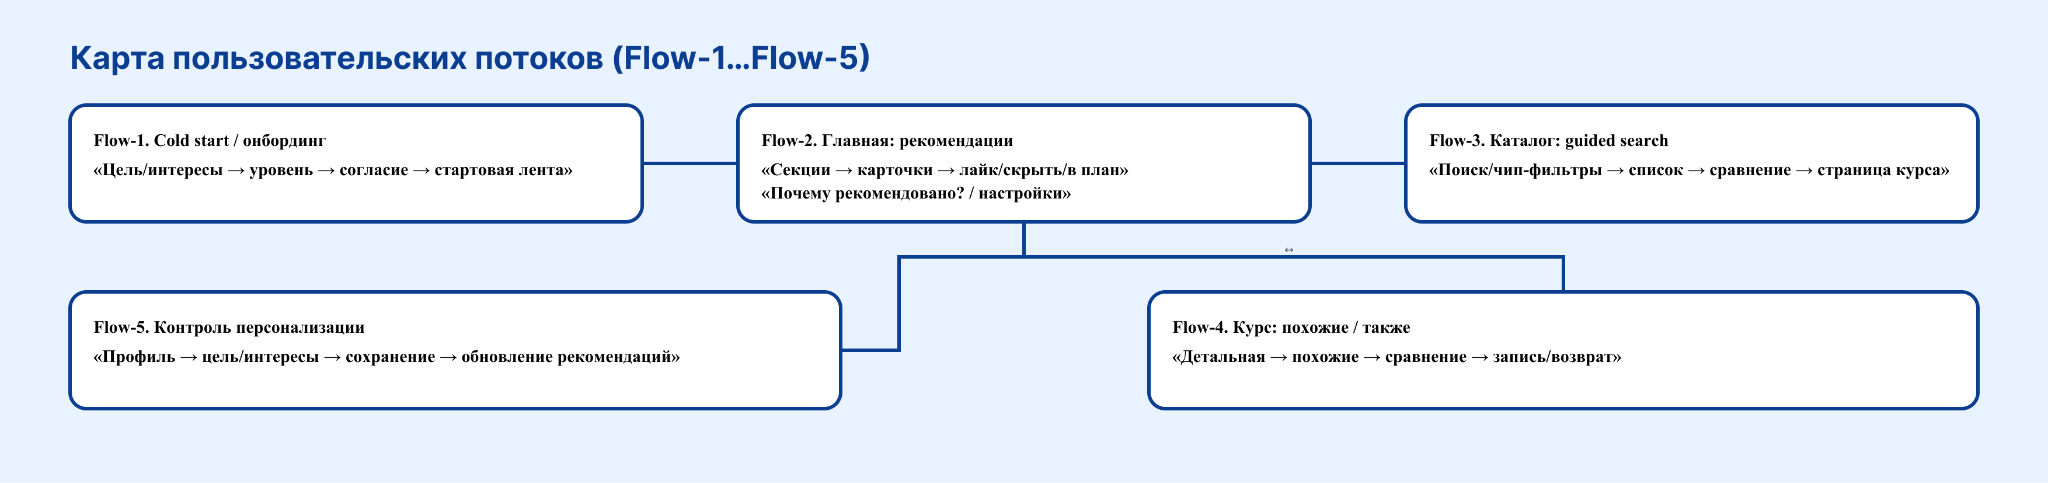 Карта пользовательских потоков (Flow-1...Flow-5)
Flow-1. Cold start / онбординг
«Цель/интересы → уровень → согласие → стартовая лента»
Flow-2. Главная: рекомендации
«Секции → карточки → лайк/скрыть/в план»
«Почему рекомендовано? / настройки»
Flow-3. Каталог: guided search
«Поиск/чип-фильтры → список → сравнение → страница курса»
↔
Flow-5. Контроль персонализации
«Профиль → цель/интересы → сохранение → обновление рекомендаций»
Flow-4. Курс: похожие / также
«Детальная → похожие → сравнение → запись/возврат»